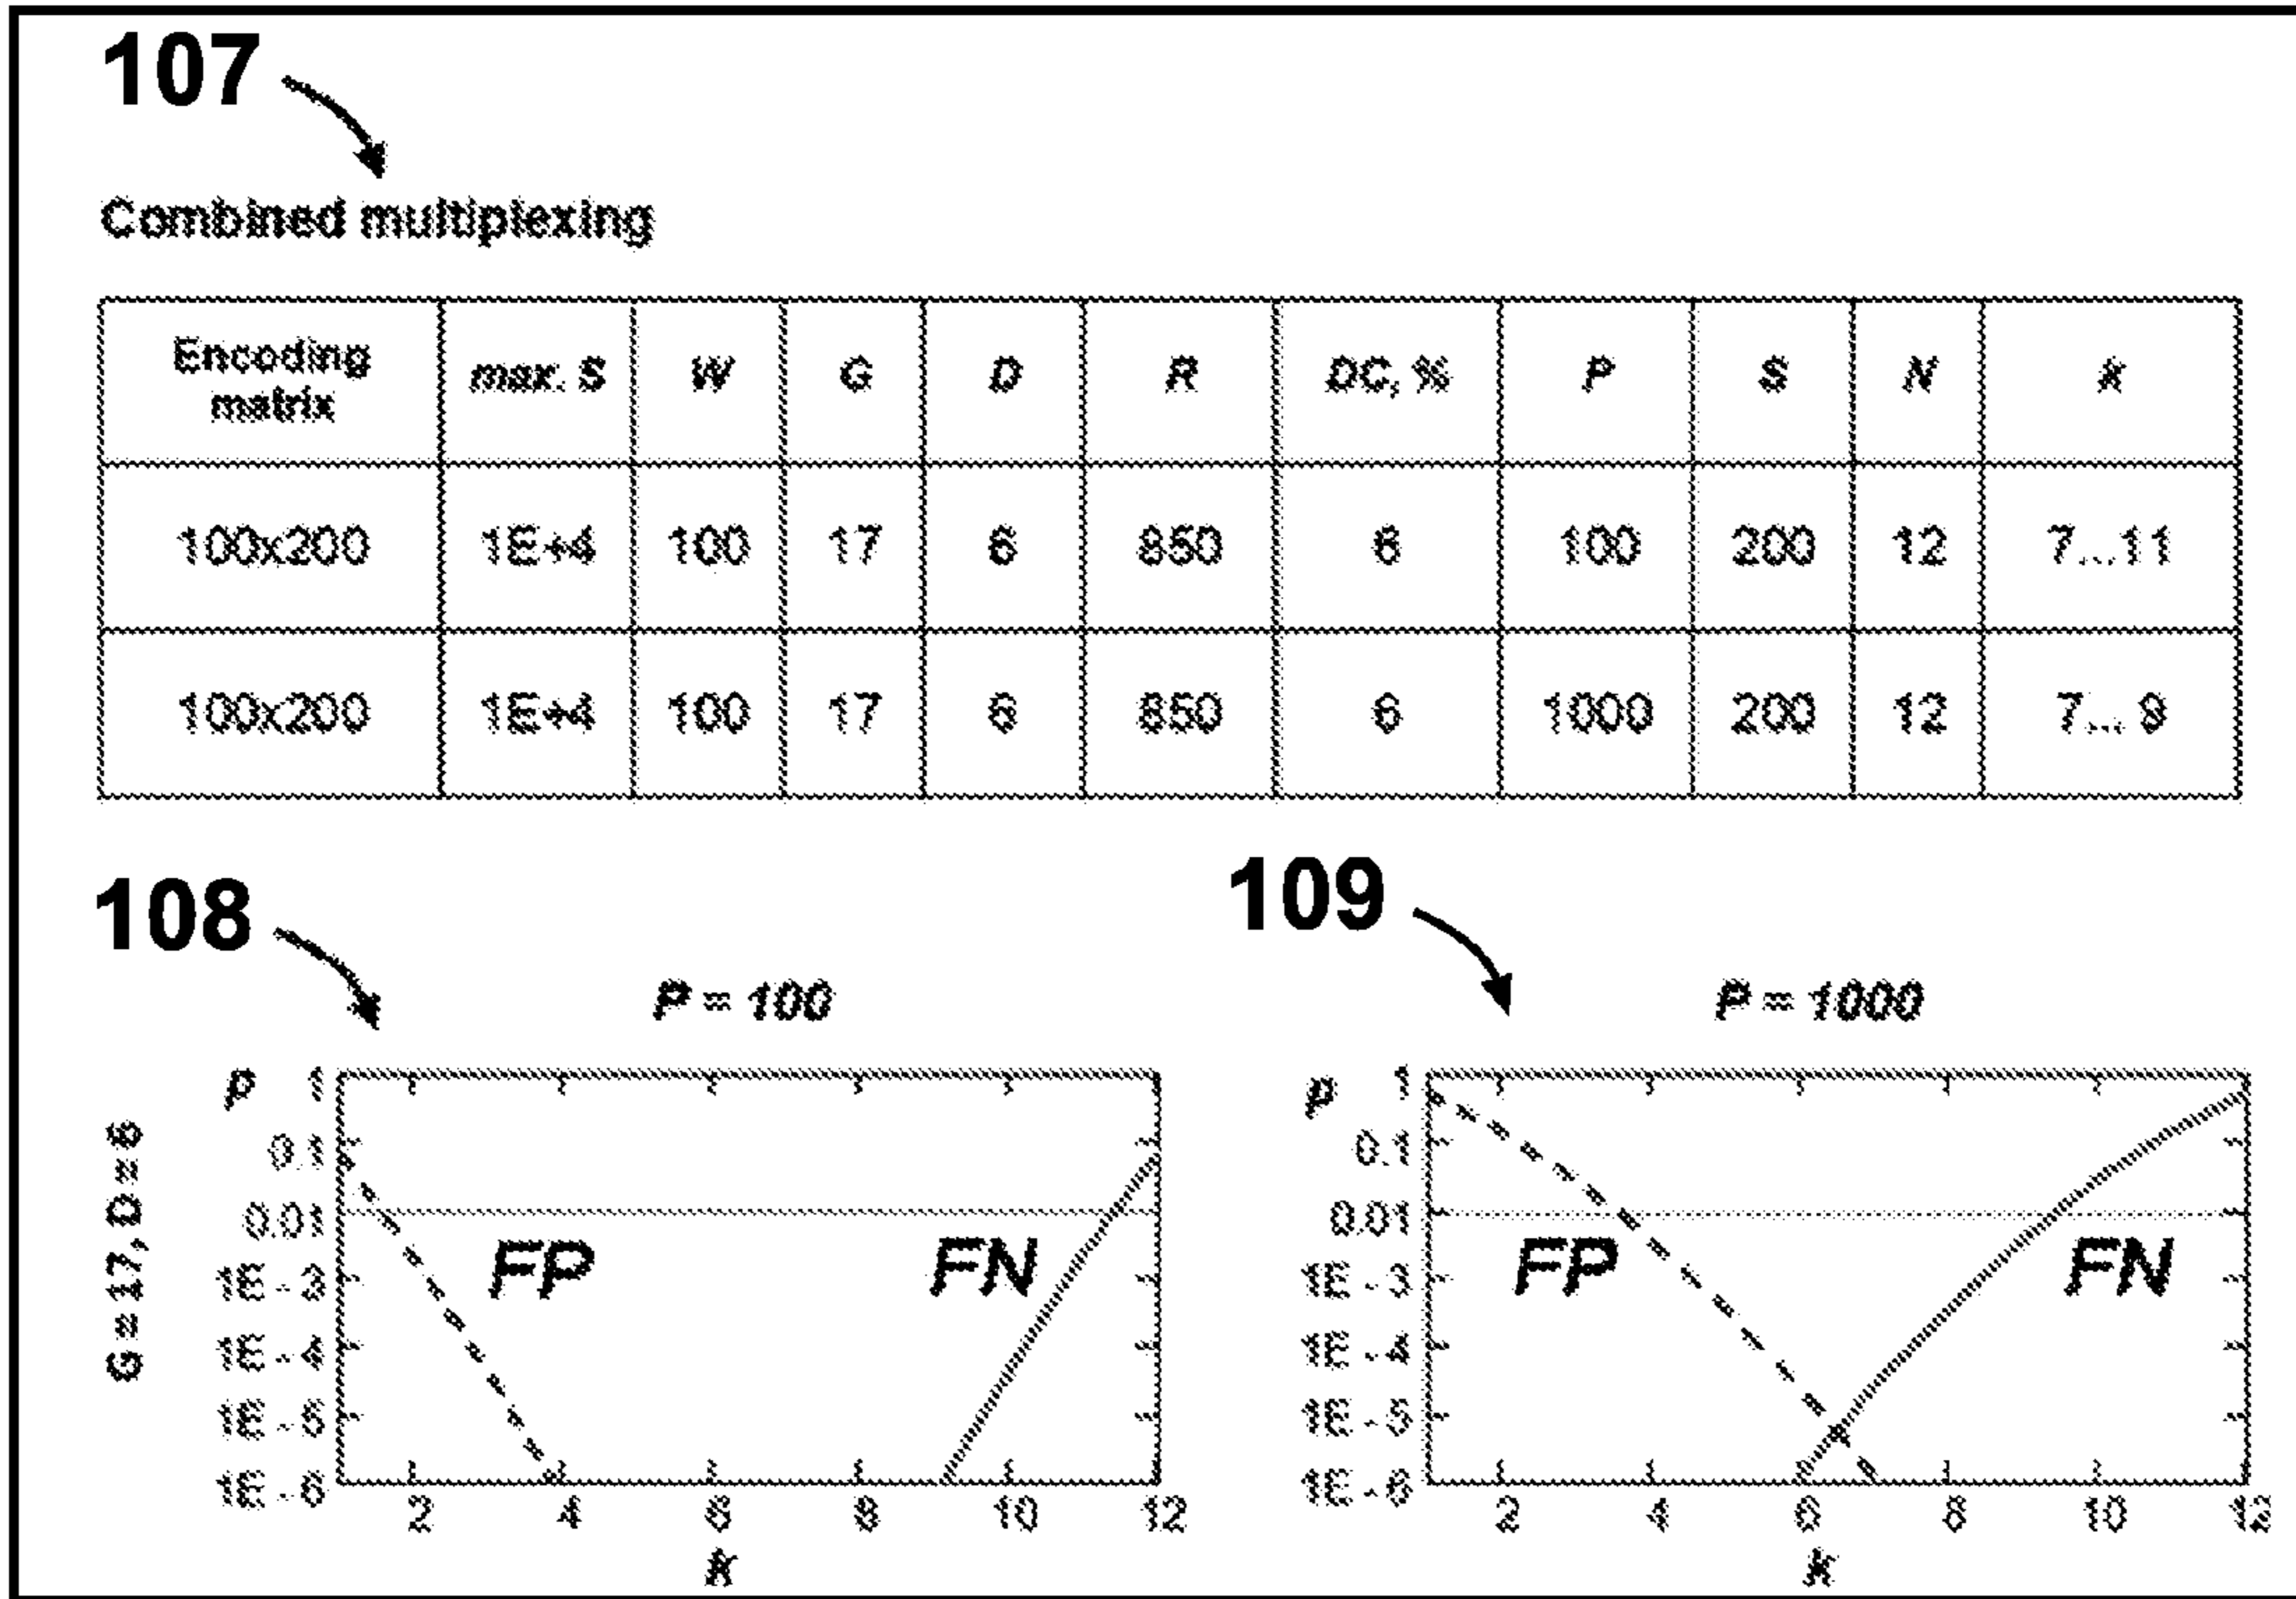 107
Combined multiplexing
Encoding matrix max. S W G D R DC, % P S N k
100x200 1E+4 100 17 6 850 6 100 200 12 7...11
100x200 1E+4 100 17 6 850 6 1000 200 12 7... 9
108
109
P = 100
P = 1000
G = 17, D = 6
p 1
0.1
0.01
1E - 3
1E - 4
1E - 5
1E - 6
FP
FN
2 4 6 8 10 12
k
p 1
0.1
0.01
1E - 3
1E - 4
1E - 5
1E - 6
FP
FN
2 4 6 8 10 12
k